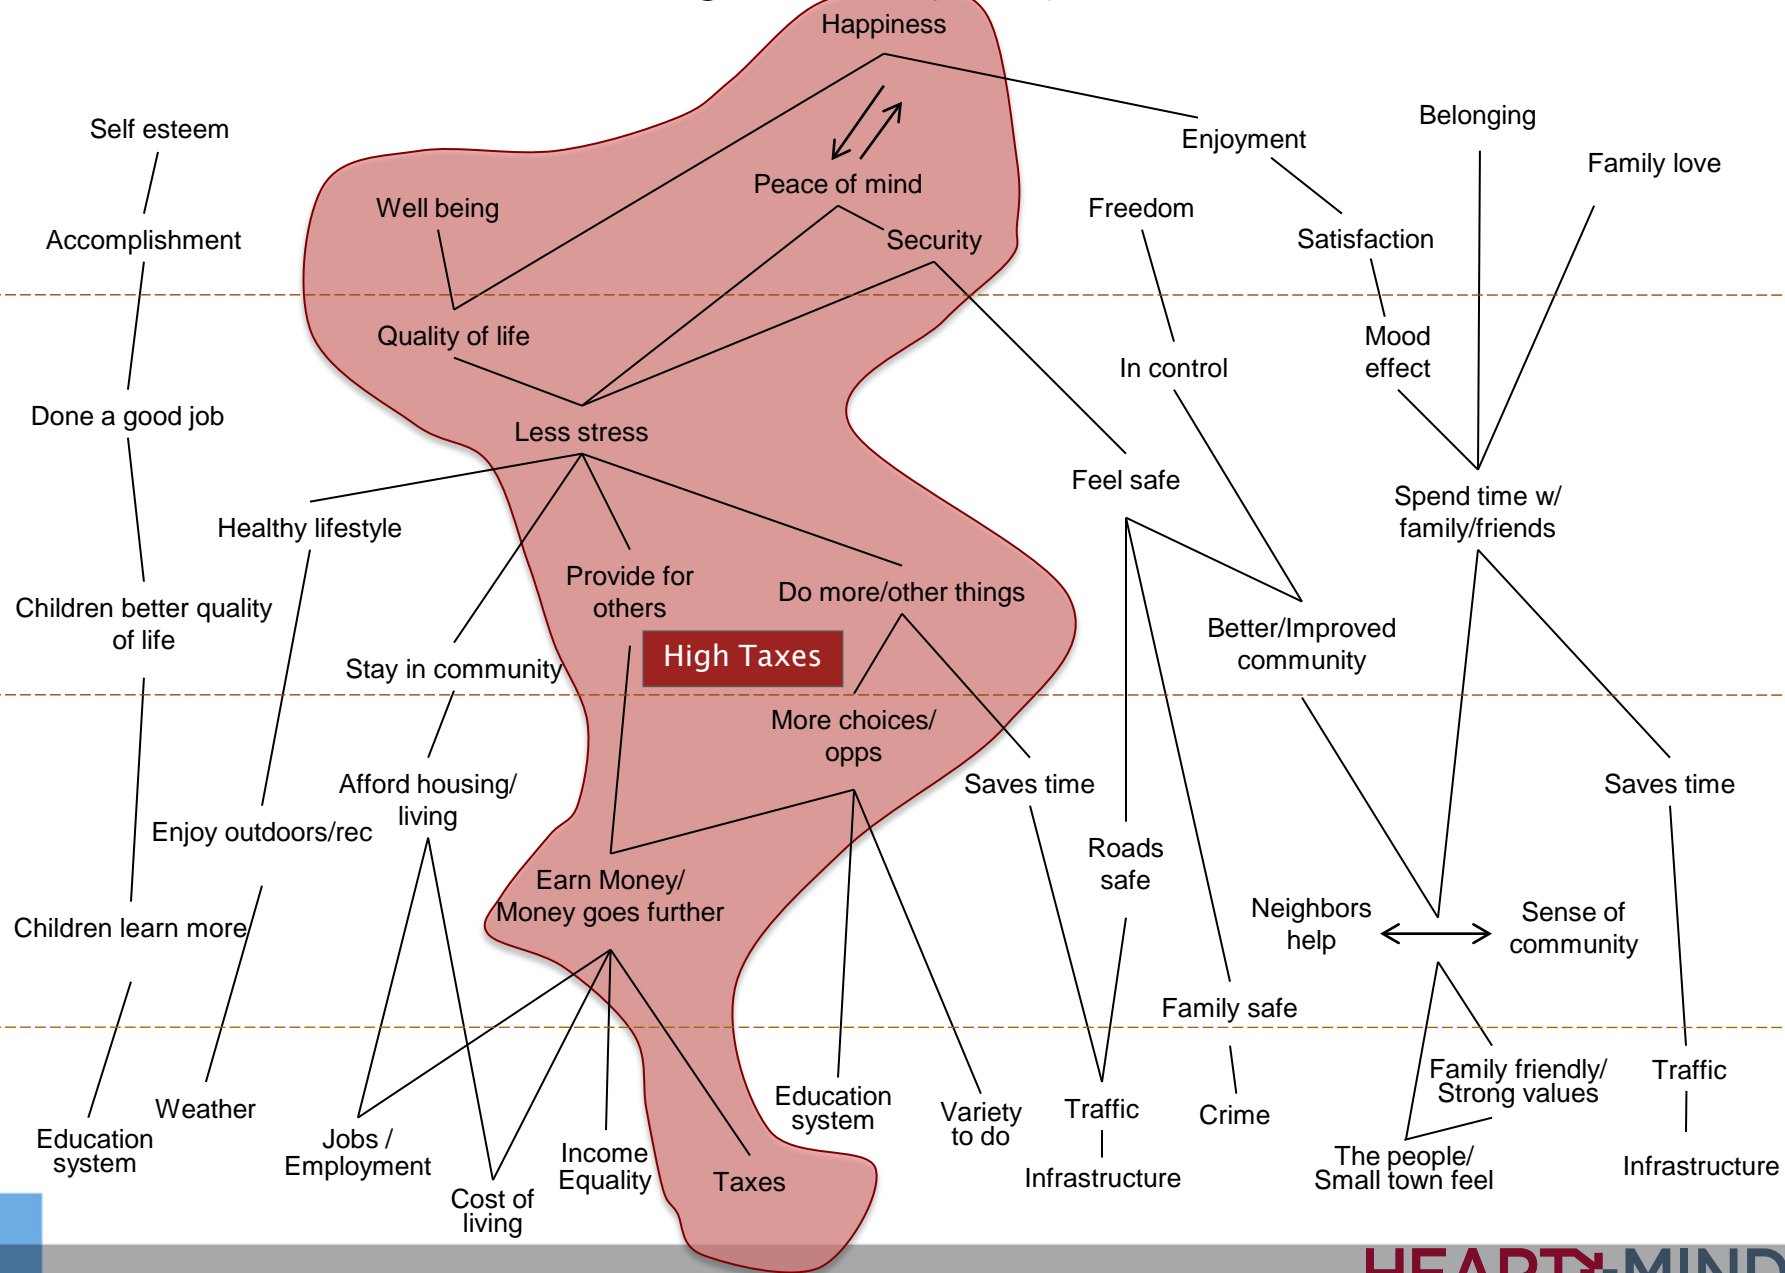 Happiness
Self esteem
Enjoyment
Belonging
Family love
Peace of mind
Well being
Freedom
Accomplishment
Security
Satisfaction
Quality of life
Mood
effect
In control
Done a good job
Less stress
Feel safe
Spend time w/
family/friends
Healthy lifestyle
Provide for
others
Do more/other things
Children better quality
of life
Better/Improved
community
High Taxes
Stay in community
More choices/
opps
Afford housing/
living
Saves time
Saves time
Enjoy outdoors/rec
Roads
safe
Earn Money/
Money goes further
Children learn more
Neighbors
help
Sense of
community
Family safe
Family friendly/
Strong values
Traffic
Education
system
Weather
Jobs /
Employment
Cost of
living
Income
Equality
Taxes
Education
system
Variety
to do
Traffic
Infrastructure
Crime
The people/
Small town feel
Infrastructure
HEART+MIND